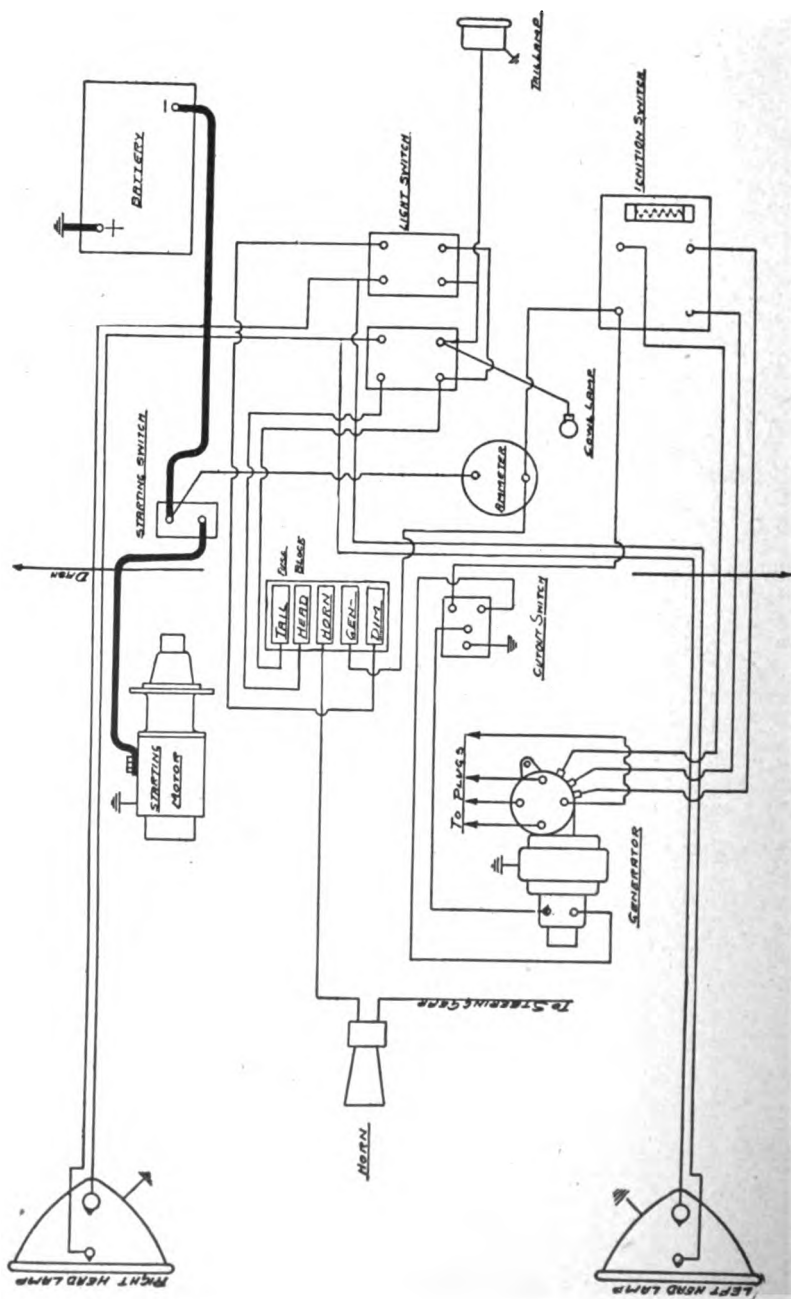 TAIL LAMP
BATTERY
−
+
LIGHT SWITCH
IGNITION SWITCH
STARTING SWITCH
AMMETER
COWL LAMP
DASH
FUSE
BLOCK
TAIL
HEAD
HORN
GEN-
DIM
CUTOUT SWITCH
STARTING
MOTOR
TO PLUGS
GENERATOR
TO STEERING GEAR
HORN
RIGHT HEAD LAMP
LEFT HEAD LAMP